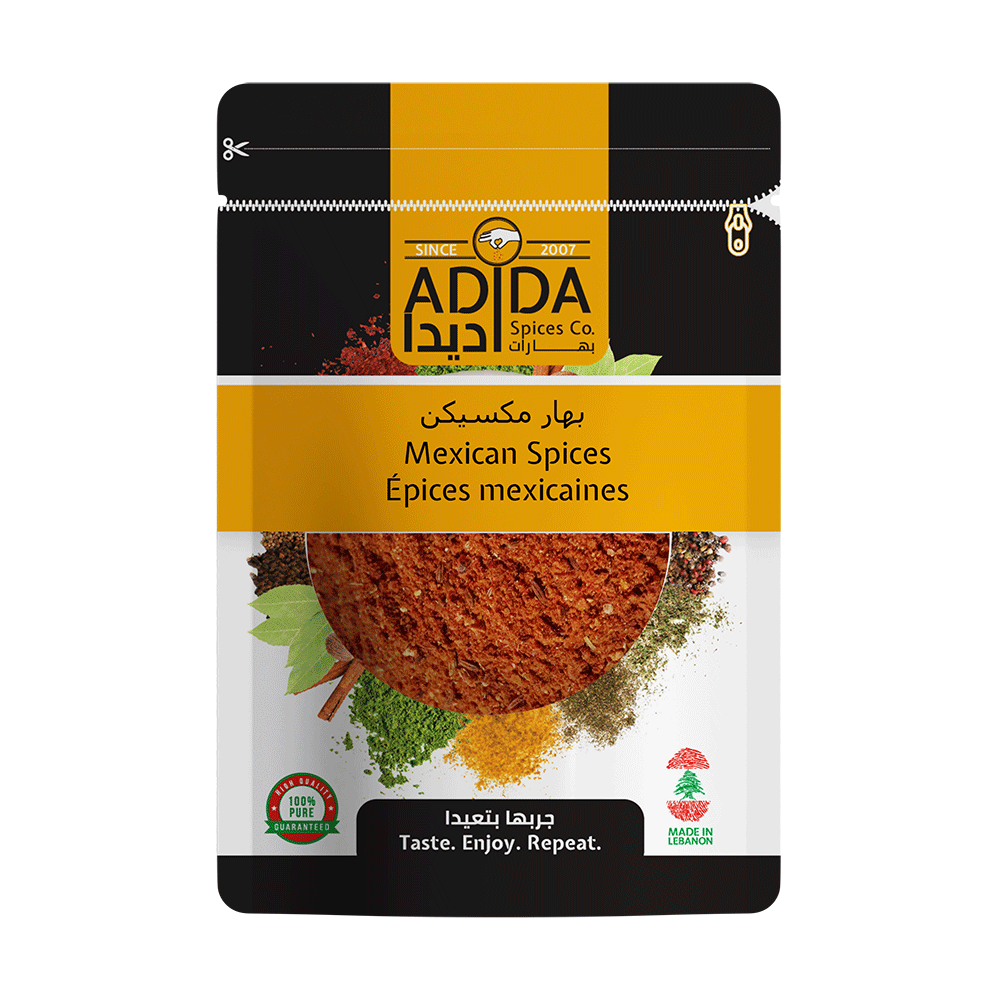 SINCE 2007
ADIDA
اديدا
Spices Co.
بهارات
بهار مكسيكن
Mexican Spices
Épices mexicaines
HIGH QUALITY
100%
PURE
GUARANTEED
جربها بتعيدا
Taste. Enjoy. Repeat.
MADE IN
LEBANON